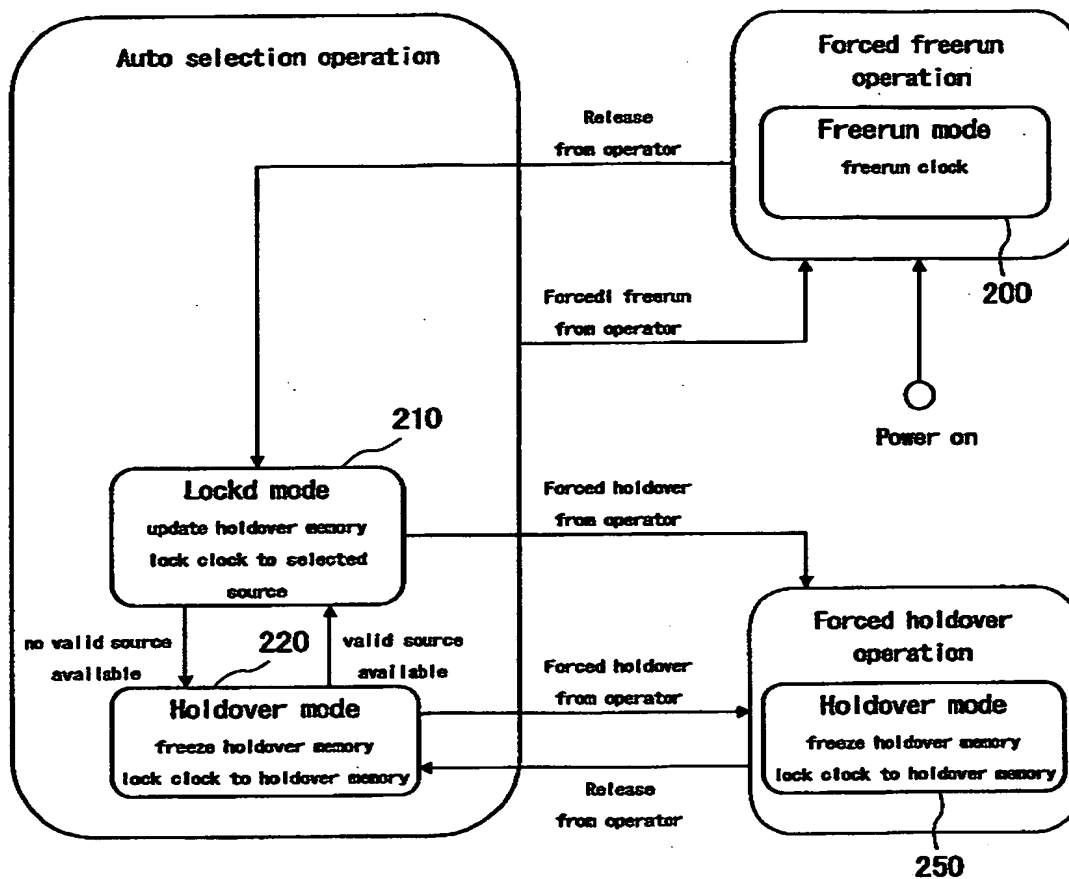 Auto selection operation
Forced freerun
operation
Freerun mode
freerun clock
200
Release
from operator
Forcedl freerun
from operator
Power on
210
Lockd mode
update holdover memory
lock clock to selected
source
Forced holdover
from operator
no valid source
available
220
valid source
available
Holdover mode
freeze holdover memory
lock clock to holdover memory
Forced holdover
from operator
Release
from operator
Forced holdover
operation
Holdover mode
freeze holdover memory
lock clock to holdover memory
250